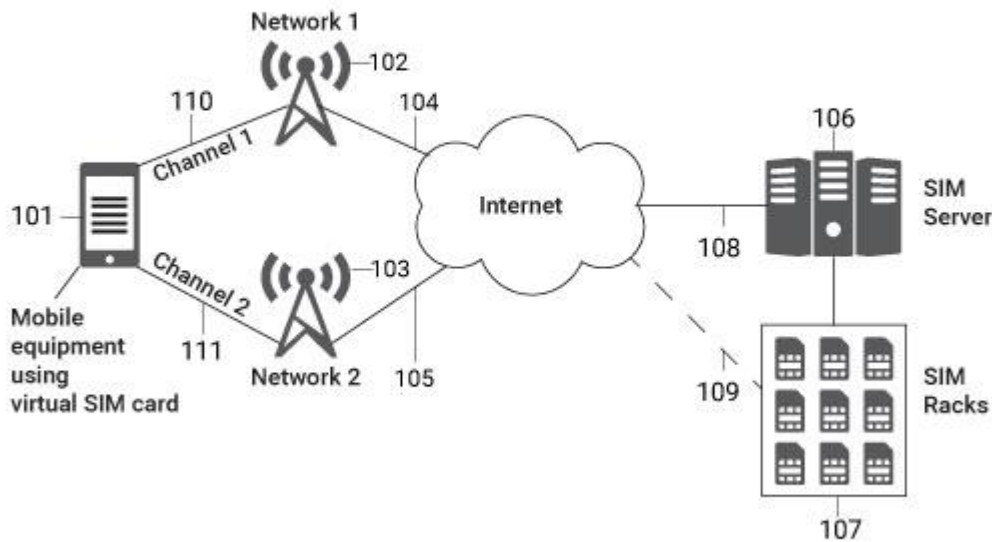 Network 1
102
110
104
Channel 1
106
101
Internet
SIM
Server
108
103
Channel 2
Mobile
equipment
using
virtual SIM card
111
Network 2
105
109
SIM
Racks
107